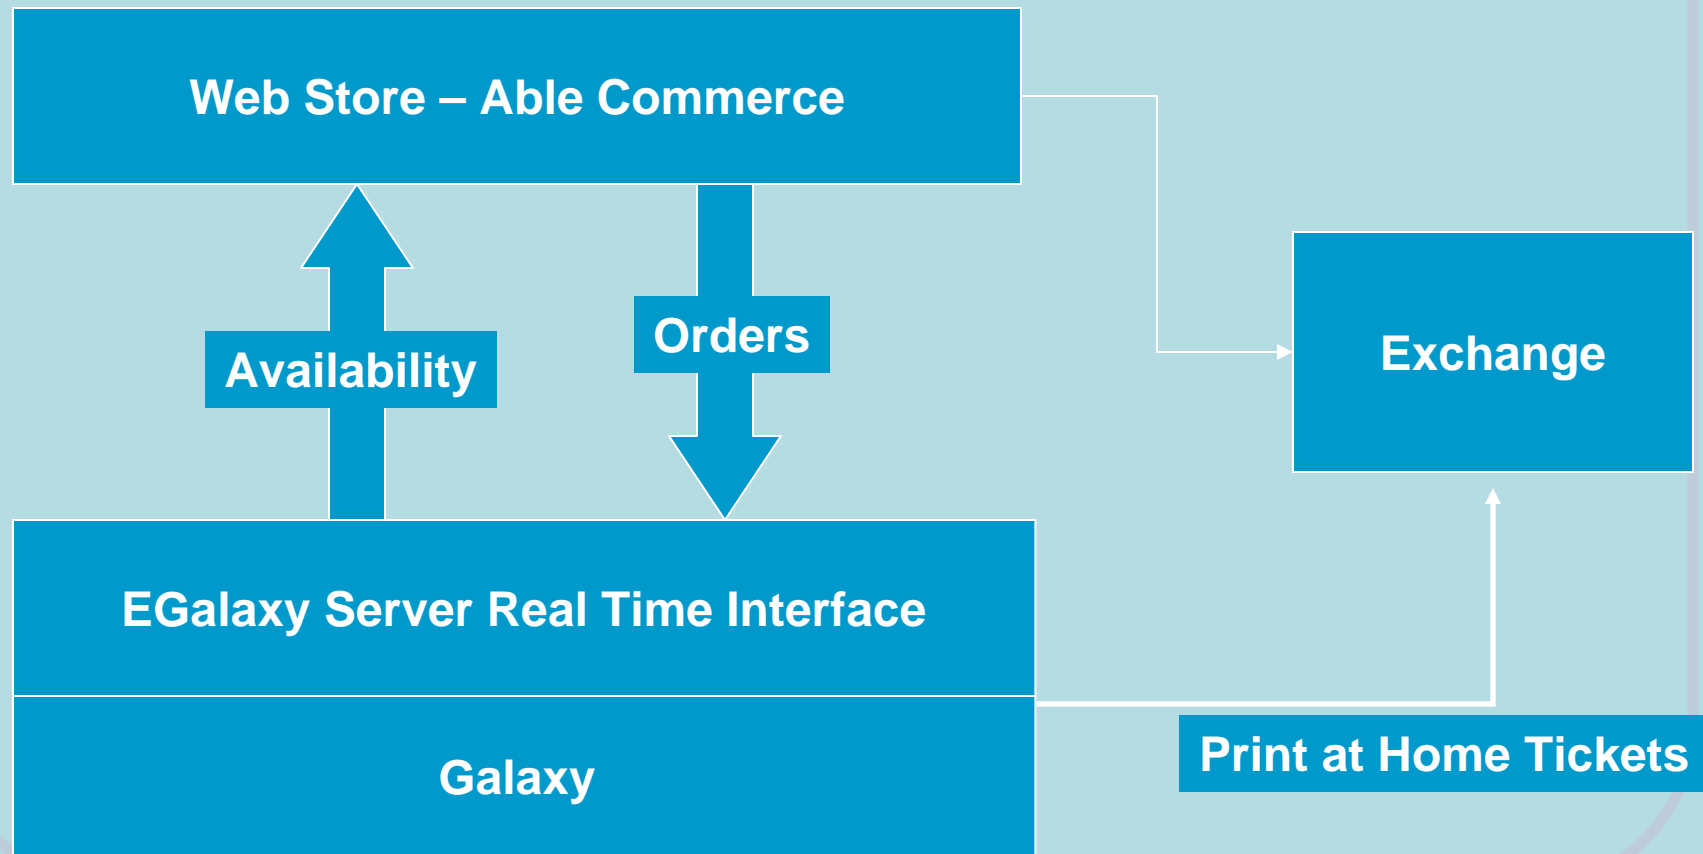 Web Store – Able Commerce
Orders
Exchange
Availability
EGalaxy Server Real Time Interface
Print at Home Tickets
Galaxy